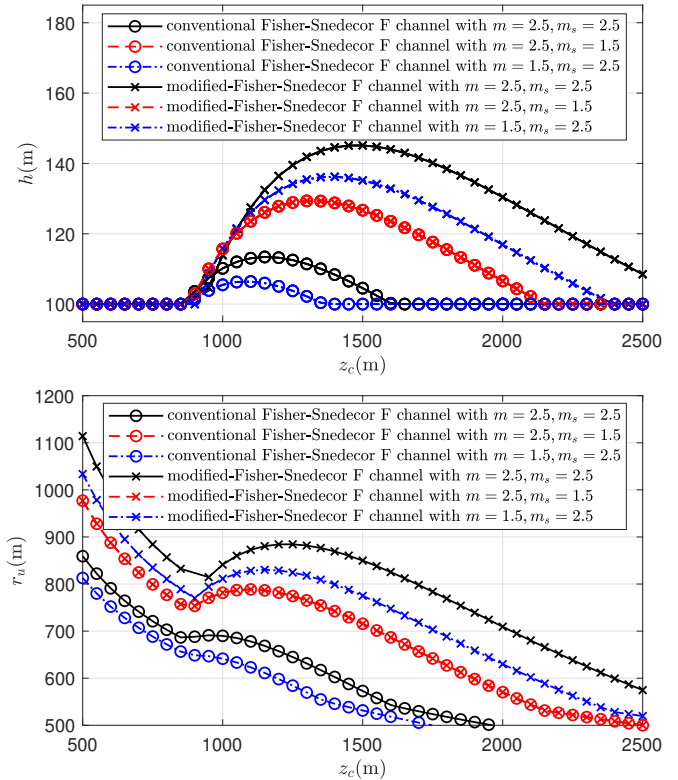 180
160
140
120
100
h(m)
conventional Fisher-Snedecor F channel with m = 2.5, m_s = 2.5
conventional Fisher-Snedecor F channel with m = 2.5, m_s = 1.5
conventional Fisher-Snedecor F channel with m = 1.5, m_s = 2.5
modified-Fisher-Snedecor F channel with m = 2.5, m_s = 2.5
modified-Fisher-Snedecor F channel with m = 2.5, m_s = 1.5
modified-Fisher-Snedecor F channel with m = 1.5, m_s = 2.5
500 1000 1500 2000 2500
z_c(m)
1200
1100
1000
900
800
700
600
500
r_u(m)
conventional Fisher-Snedecor F channel with m = 2.5, m_s = 2.5
conventional Fisher-Snedecor F channel with m = 2.5, m_s = 1.5
conventional Fisher-Snedecor F channel with m = 1.5, m_s = 2.5
modified-Fisher-Snedecor F channel with m = 2.5, m_s = 2.5
modified-Fisher-Snedecor F channel with m = 2.5, m_s = 1.5
modified-Fisher-Snedecor F channel with m = 1.5, m_s = 2.5
500 1000 1500 2000 2500
z_c(m)